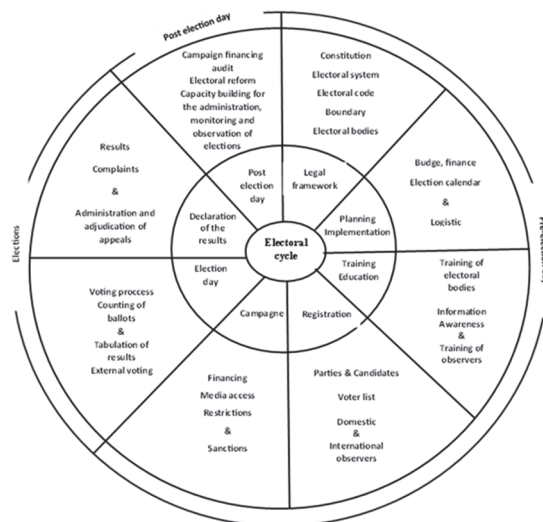 Post election day
Campaign financing
audit
Electoral reform
Capacity building for
the administration,
monitoring and
observation of
elections
Constitution
Electoral system
Electoral code
Boundary
Electoral bodies
Budge, finance
Election calendar
&
Logistic
Training of
electoral
bodies
Information
Awareness
&
Training of
observers
Parties & Candidates
Voter list
Domestic
&
International
observers
Financing
Media access
Restrictions
&
Sanctions
Voting proccess
Counting of
ballots
&
Tabulation of
results
External voting
Results
Complaints
&
Administration and
adjudication of
appeals
Elections
Post
election
day
Legal
framework
Planning
Implementation
Training
Education
Registration
Campagne
Election
day
Declaration
of the
results
Electoral
cycle